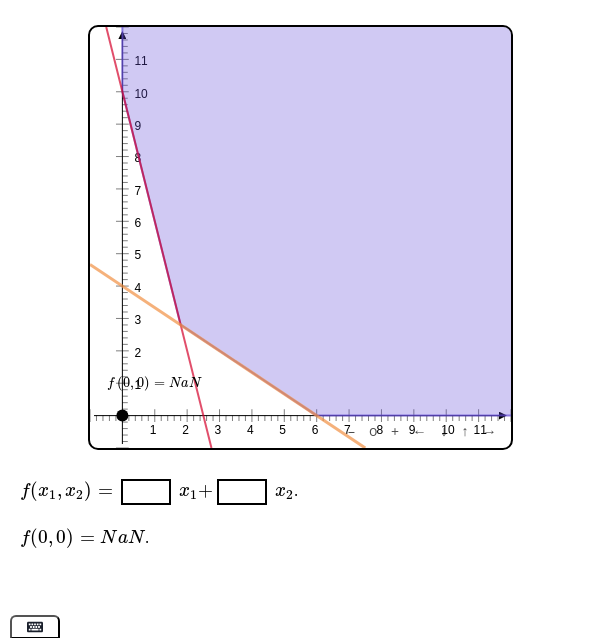 11
10
9
8
7
6
5
4
3
2
f(0,0) = NaN
1
1 2 3 4 5 6 7 8 9 10 11
− o + ← ↓ ↑ →
f(x₁, x₂) = x₁+ x₂.
f(0, 0) = NaN.